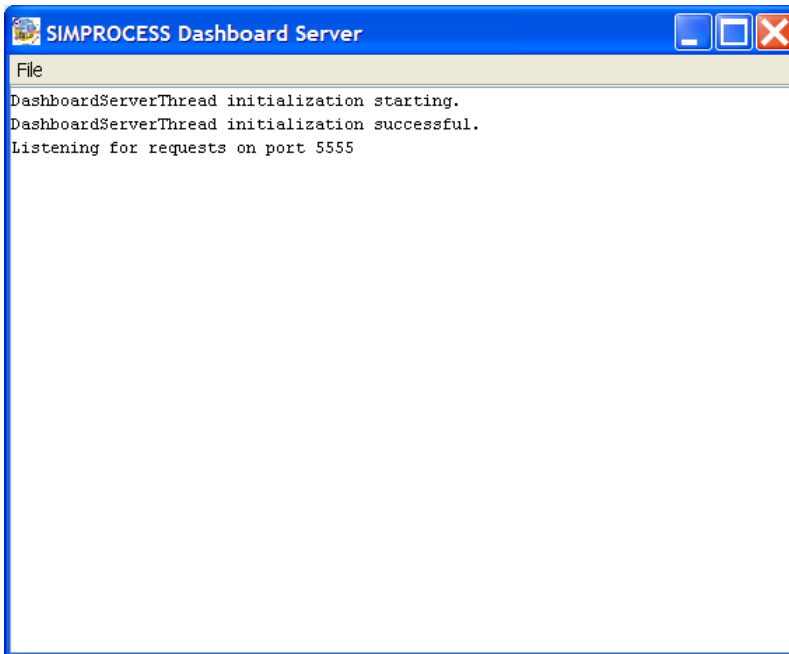 SIMPROCESS Dashboard Server
File
DashboardServerThread initialization starting.
DashboardServerThread initialization successful.
Listening for requests on port 5555